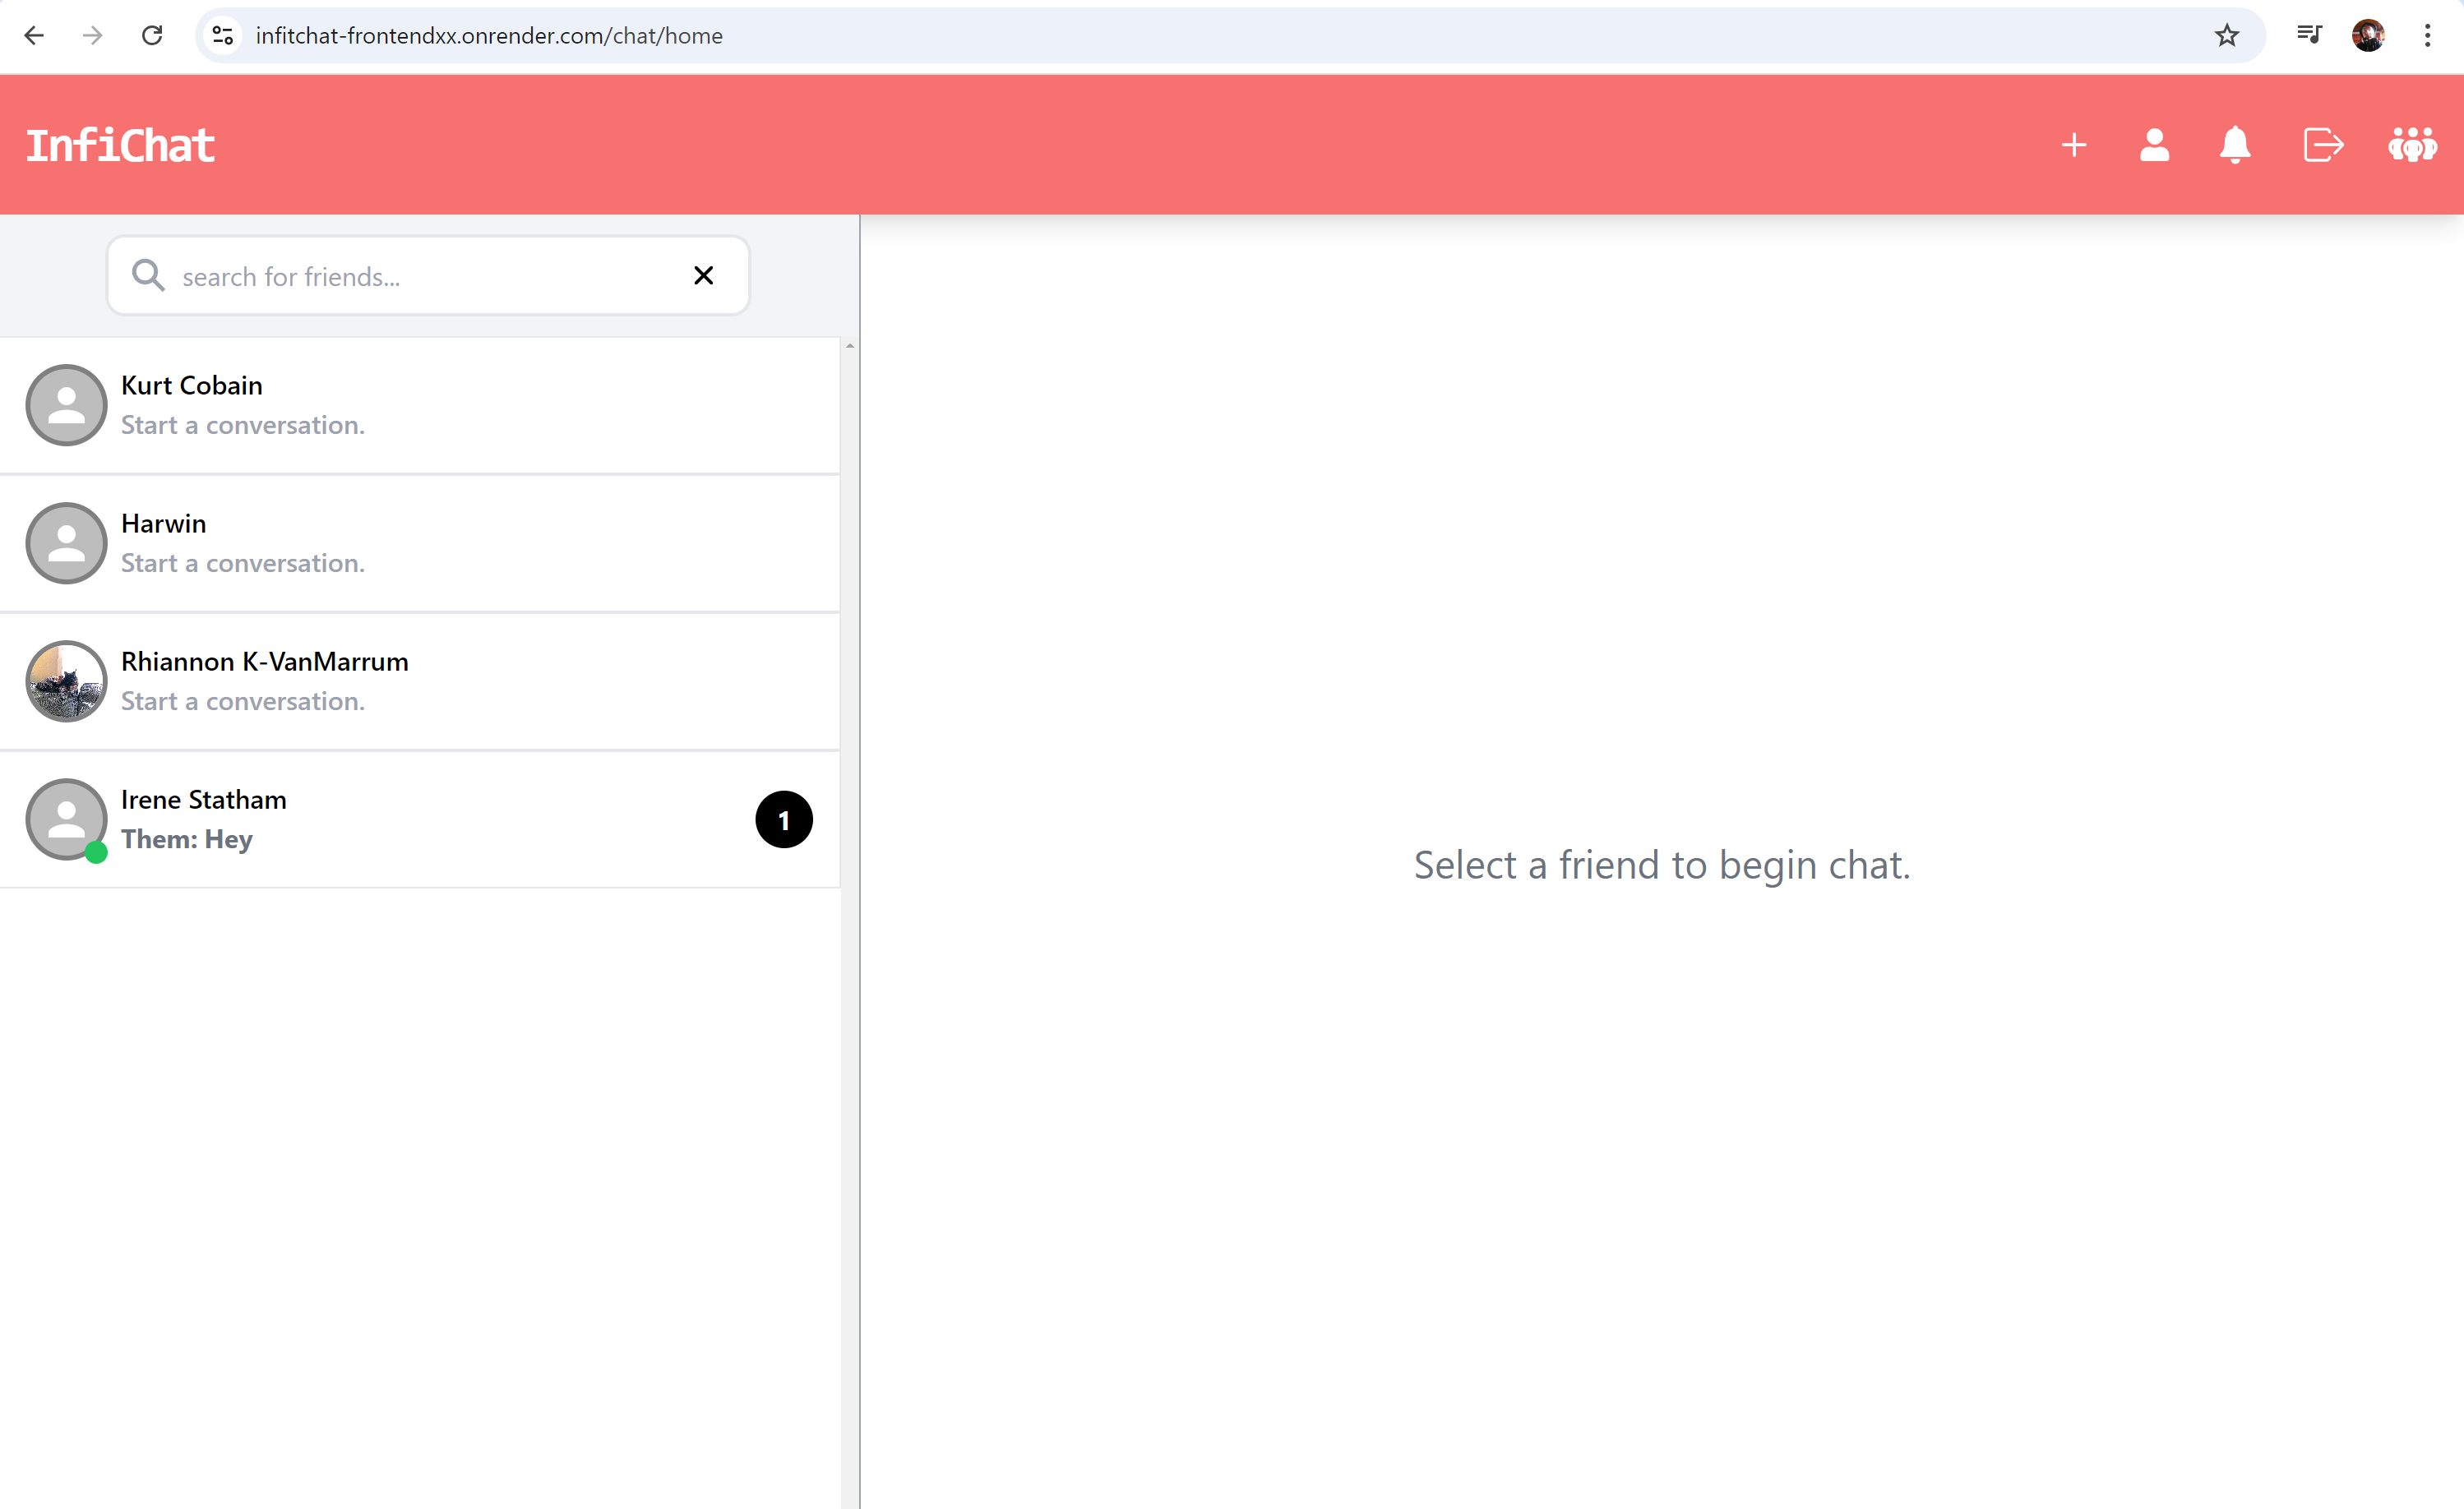 infitchat-frontendxx.onrender.com/chat/home
InfiChat
search for friends...
Kurt Cobain
Start a conversation.
Harwin
Start a conversation.
Rhiannon K-VanMarrum
Start a conversation.
Irene Statham
Them: Hey
1
Select a friend to begin chat.